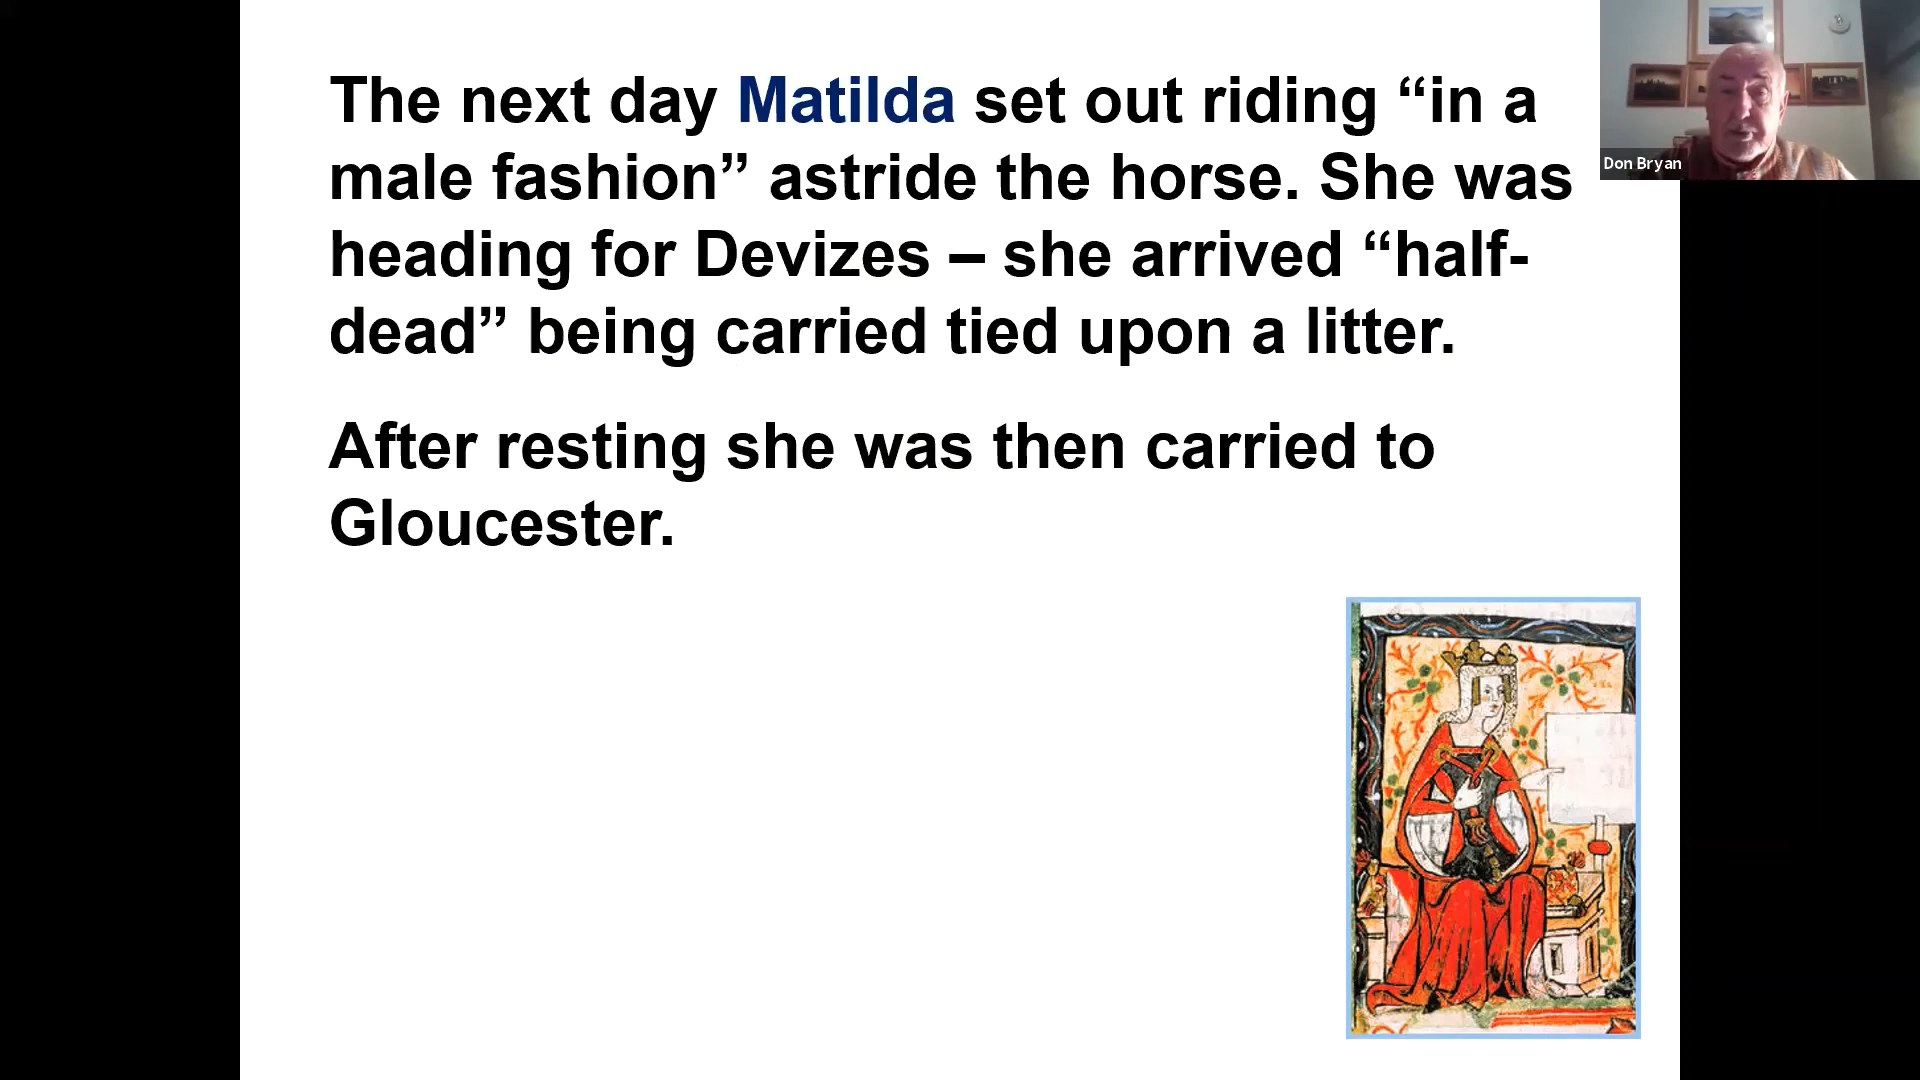 The next day Matilda set out riding “in a
male fashion” astride the horse. She was
heading for Devizes – she arrived “half-
dead” being carried tied upon a litter.
After resting she was then carried to
Gloucester.
Don Bryan